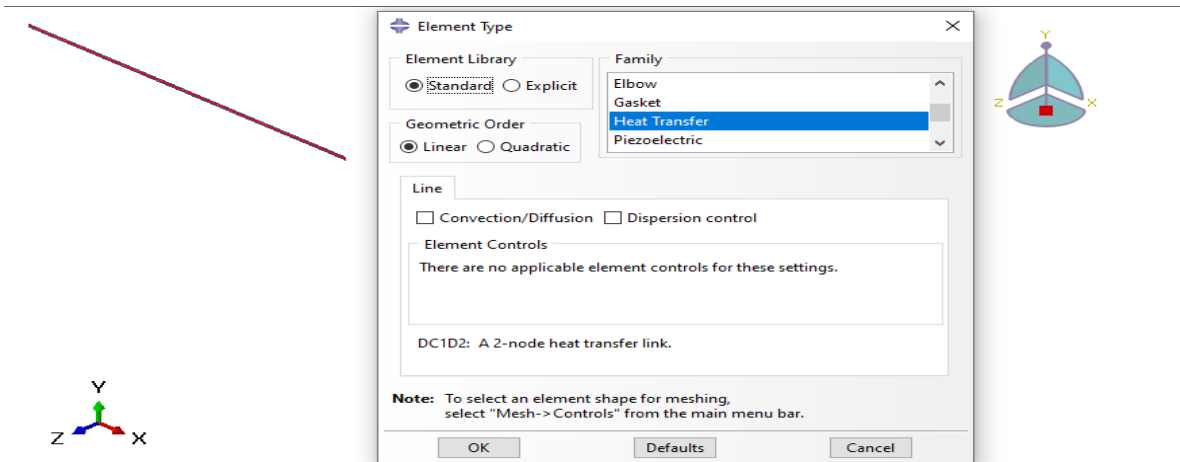 Element Type
Element Library
Standard Explicit
Geometric Order
Linear Quadratic
Family
Elbow
Gasket
Heat Transfer
Piezoelectric
Line
Convection/Diffusion Dispersion control
Element Controls
There are no applicable element controls for these settings.
DC1D2: A 2-node heat transfer link.
Note: To select an element shape for meshing,
select "Mesh->Controls" from the main menu bar.
OK Defaults Cancel
Y
Z X
Y
Z X